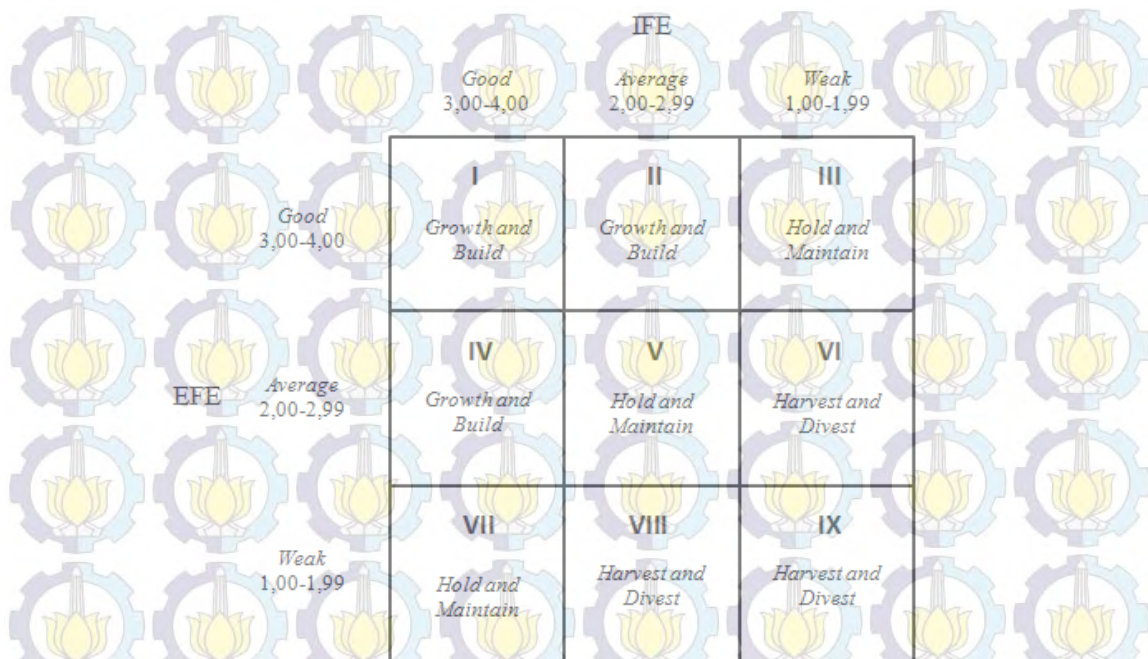 IFE
Good Average Weak
3,00-4,00 2,00-2,99 1,00-1,99
I II III
Good
3,00-4,00
Growth and Growth and Hold and
Build Build Maintain
IV V VI
EFE
Average
2,00-2,99
Growth and Hold and Harvest and
Build Maintain Divest
VII VIII IX
Weak
1,00-1,99
Hold and Harvest and Harvest and
Maintain Divest Divest